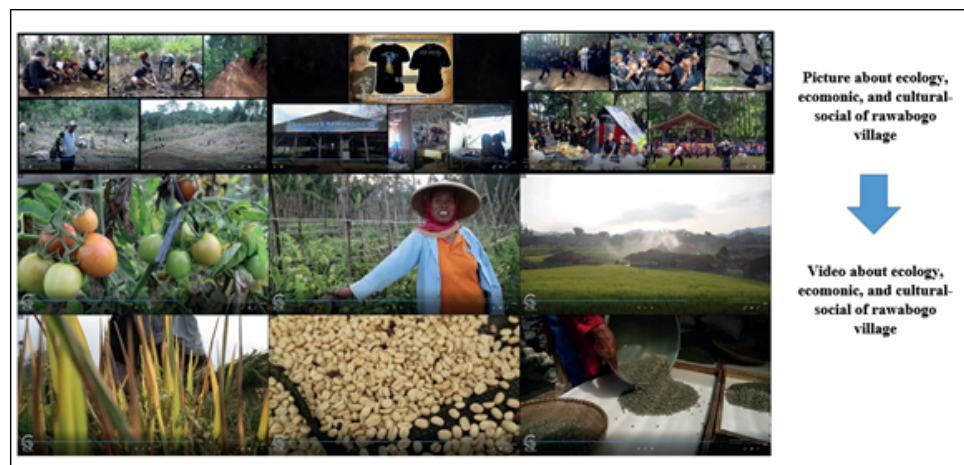 Picture about ecology,
ecomonic, and cultural-
social of rawabogo
village
Video about ecology,
ecomonic, and cultural-
social of rawabogo
village